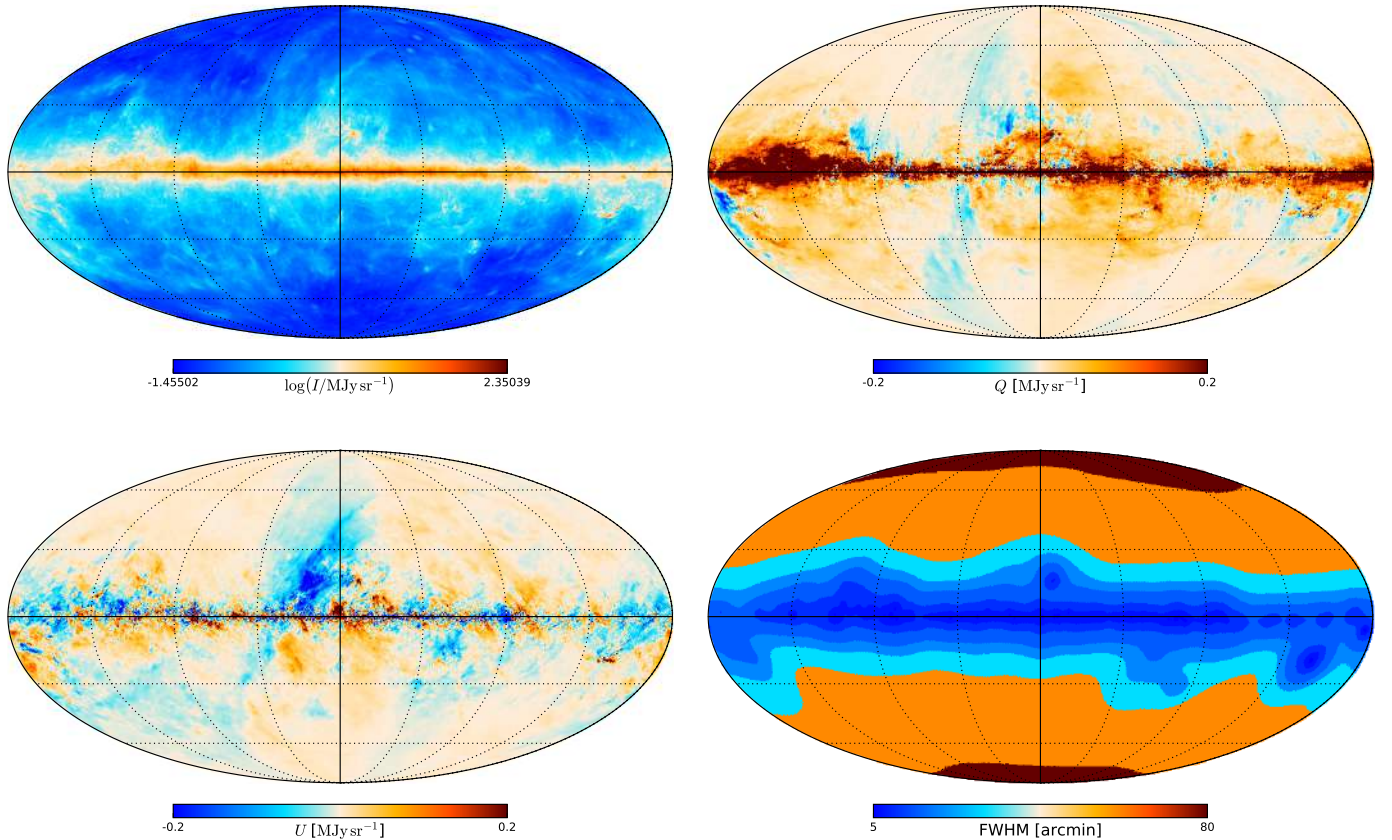 -1.45502 log(I/MJy sr⁻¹) 2.35039
-0.2 Q [MJy sr⁻¹] 0.2
-0.2 U [MJy sr⁻¹] 0.2
5 FWHM [arcmin] 80